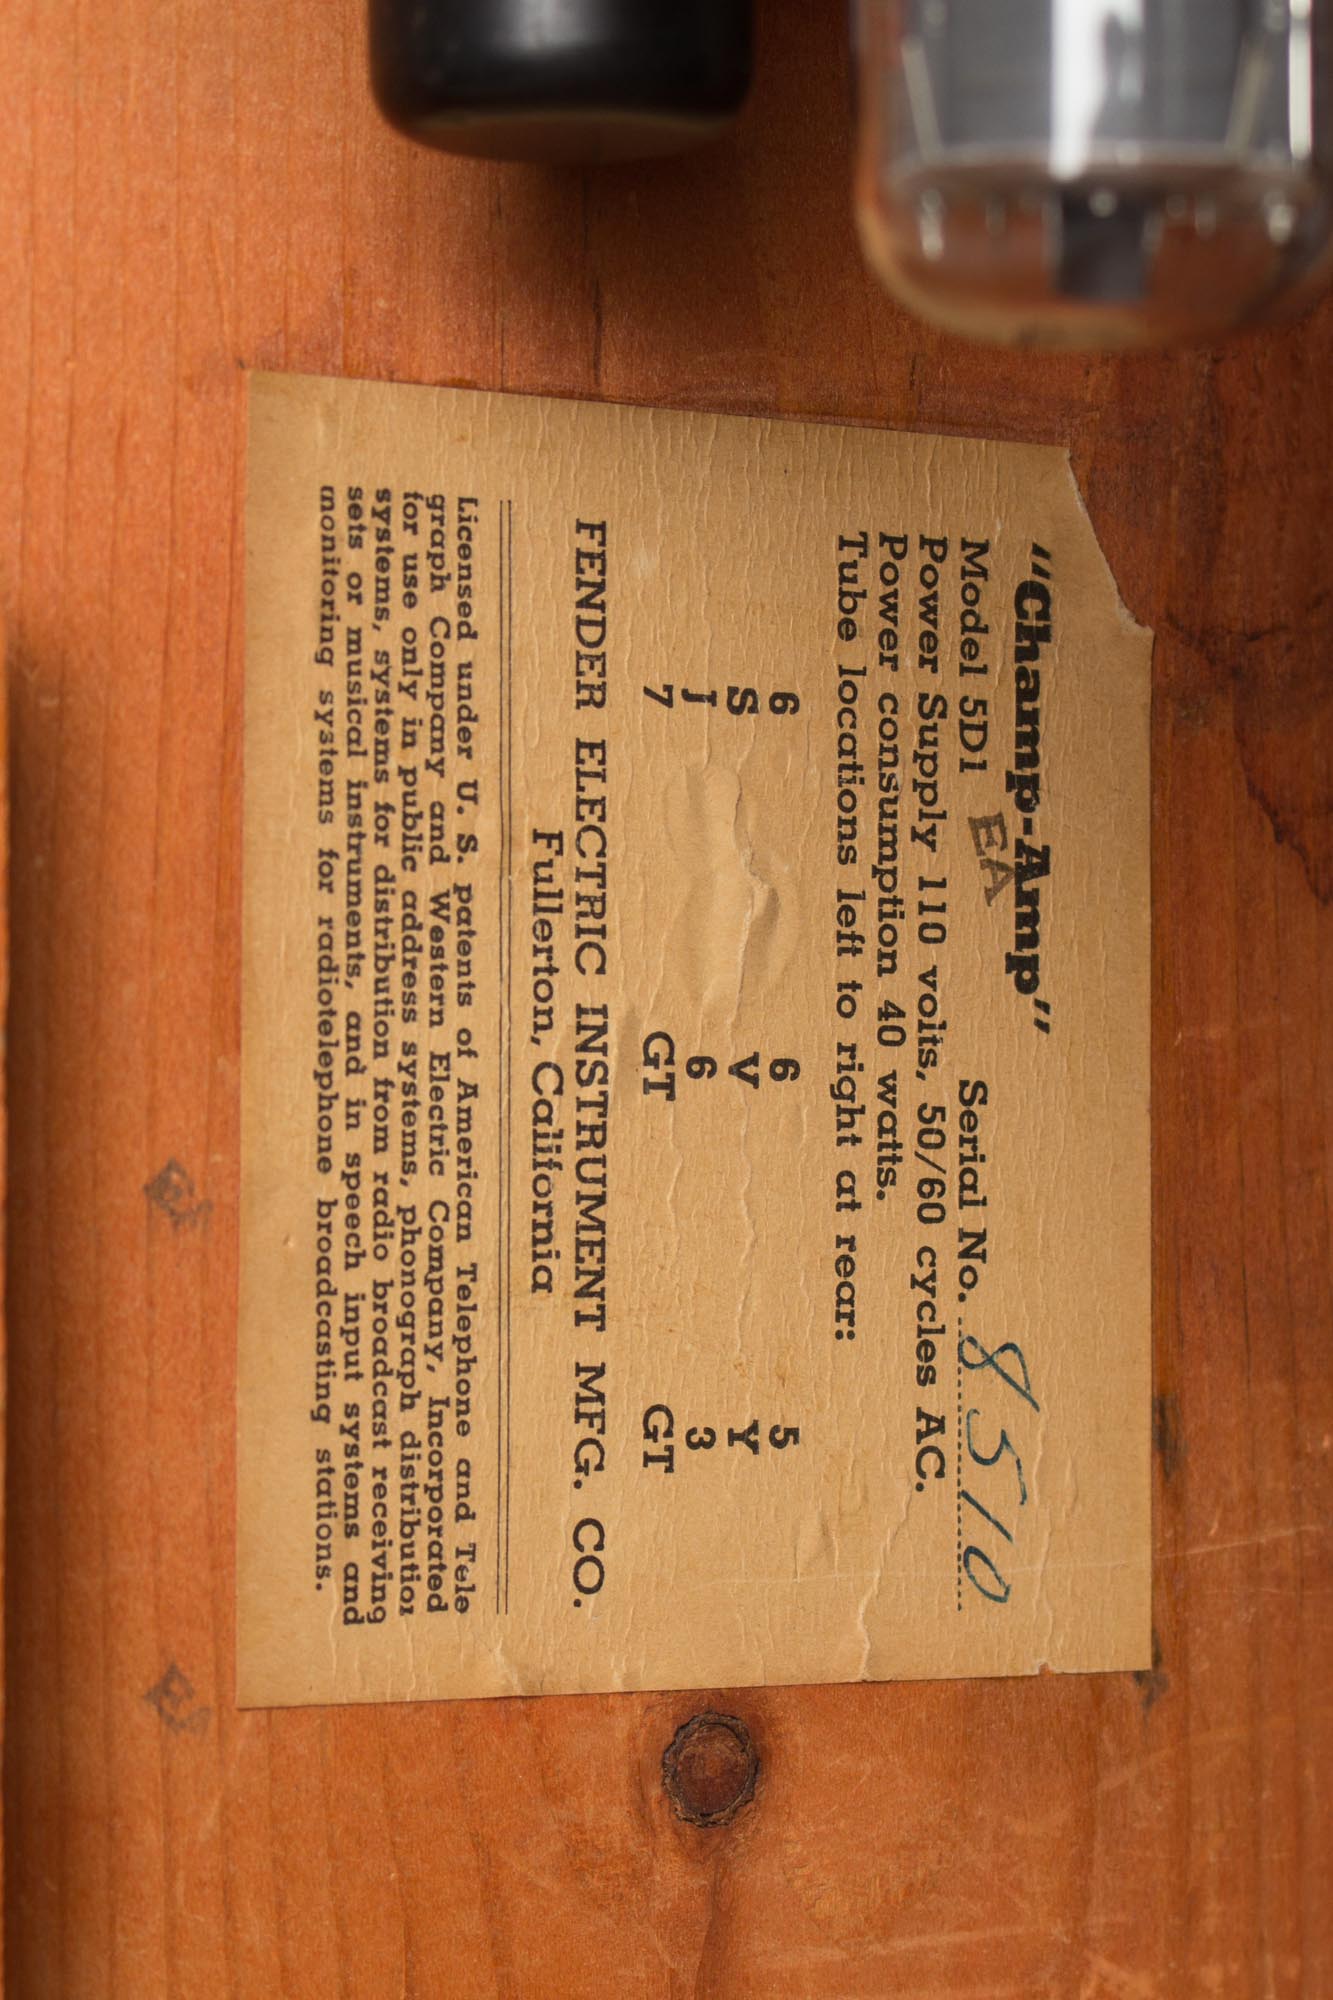 "Champ-Amp"
Model 5D1 EA Serial No. 8510
Power Supply 110 volts, 50/60 cycles AC.
Power consumption 40 watts.
Tube locations left to right at rear:
6 6 5
S V Y
J 6 3
7 GT GT
FENDER ELECTRIC INSTRUMENT MFG. CO.
Fullerton, California
Licensed under U. S. patents of American Telephone and Tele
graph Company and Western Electric Company, Incorporated
for use only in public address systems, phonograph distribution
systems, systems for distribution from radio broadcast receiving
sets or musical instruments, and in speech input systems and
monitoring systems for radiotelephone broadcasting stations.
EA
EA